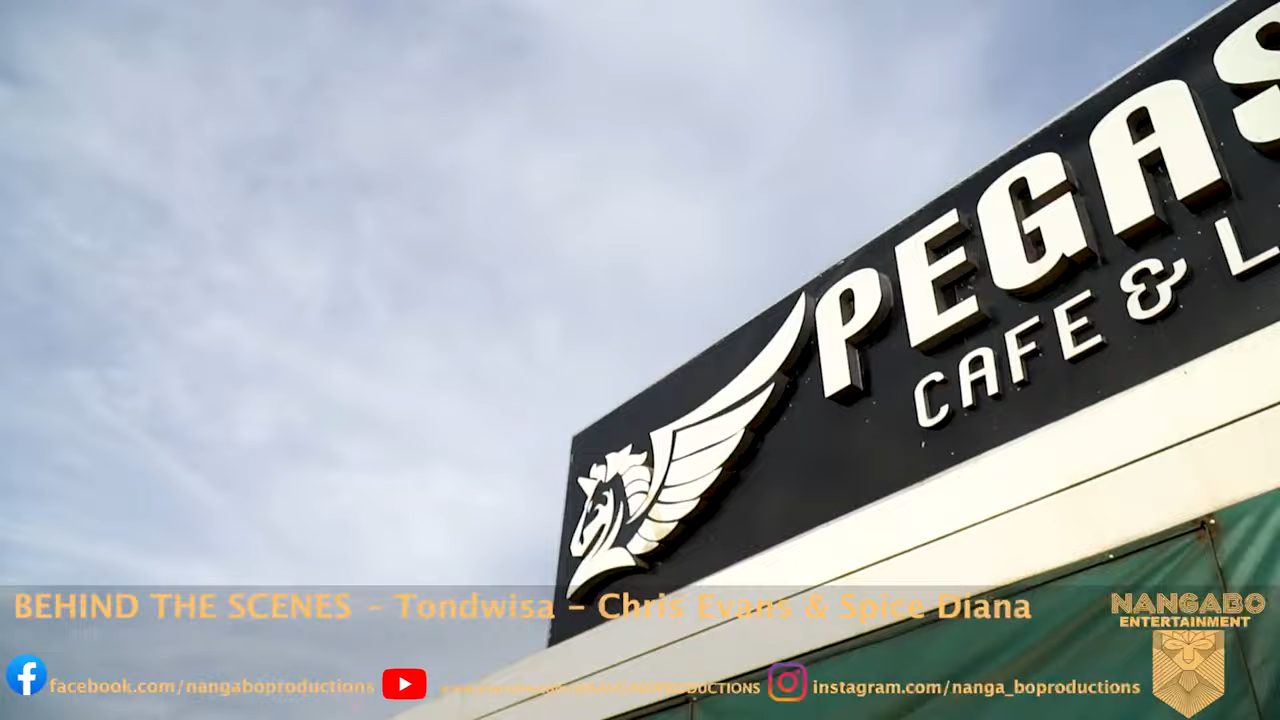 PEGAS
CAFE & L
BEHIND THE SCENES - Tondwisa - Chris Evans & Spice Diana
NANGABO
ENTERTAINMENT
facebook.com/nangaboproductions
instagram.com/nanga_boproductions